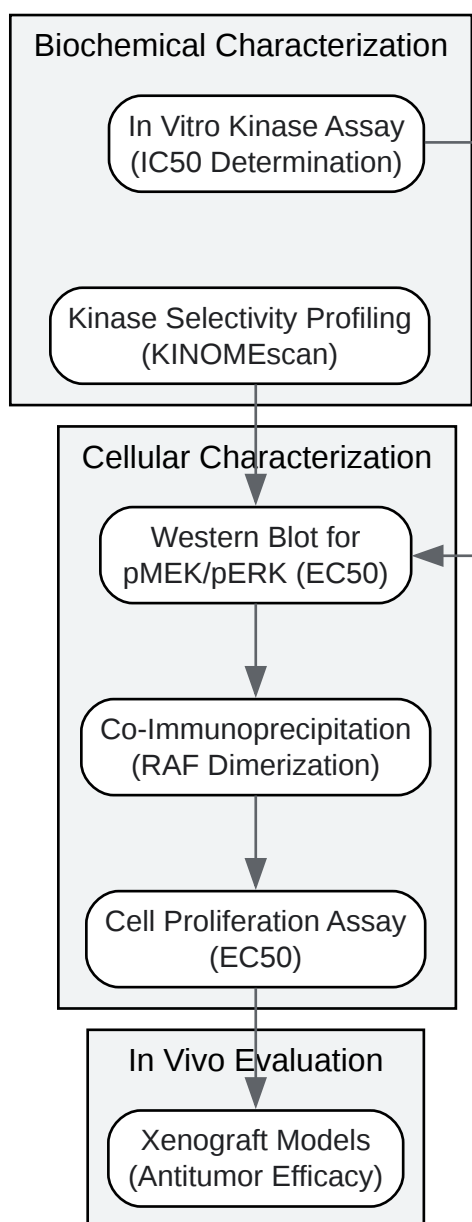 Biochemical Characterization
In Vitro Kinase Assay
(IC50 Determination)
Kinase Selectivity Profiling
(KINOMEscan)
Cellular Characterization
Western Blot for
pMEK/pERK (EC50)
Co-Immunoprecipitation
(RAF Dimerization)
Cell Proliferation Assay
(EC50)
In Vivo Evaluation
Xenograft Models
(Antitumor Efficacy)